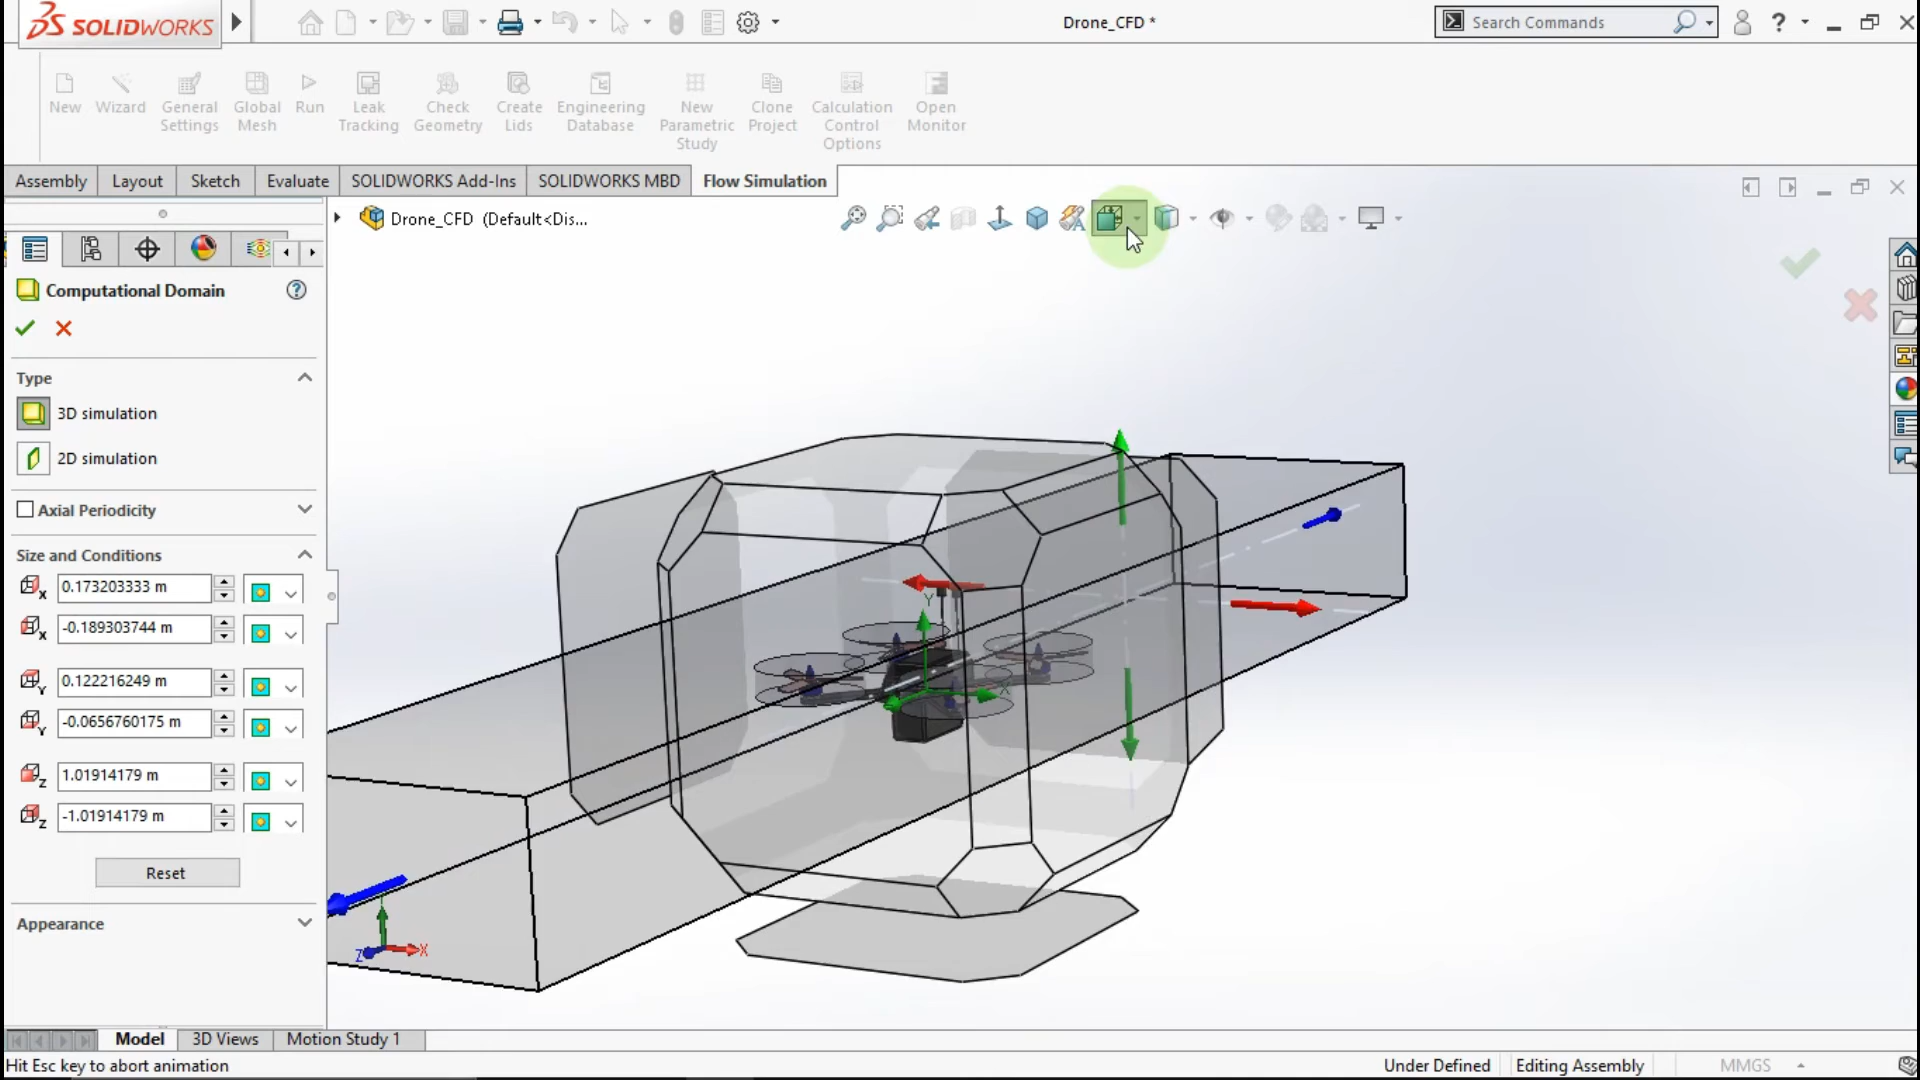 SOLIDWORKS
Drone_CFD *
Search Commands
?
New
Wizard
General Settings
Global Mesh
Run
Leak Tracking
Check Geometry
Create Lids
Engineering Database
New Parametric Study
Clone Project
Calculation Control Options
Open Monitor
Assembly
Layout
Sketch
Evaluate
SOLIDWORKS Add-Ins
SOLIDWORKS MBD
Flow Simulation
Drone_CFD (Default<Dis...
Computational Domain
?
Type
3D simulation
2D simulation
Axial Periodicity
Size and Conditions
X 0.173203333 m
X -0.189303744 m
Y 0.122216249 m
Y -0.0656760175 m
Z 1.01914179 m
Z -1.01914179 m
Reset
Appearance
Y
X
Z
X
Model
3D Views
Motion Study 1
Hit Esc key to abort animation
Under Defined
Editing Assembly
MMGS